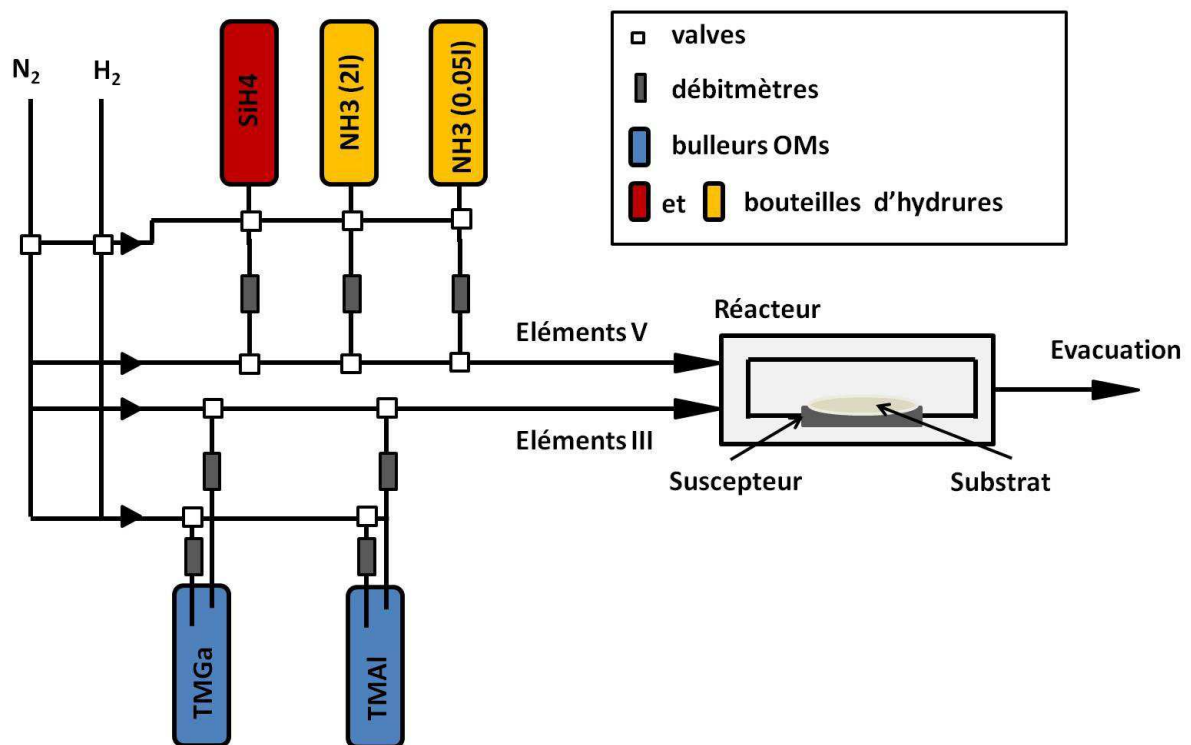 N₂
H₂
SiH4
NH3 (2l)
NH3 (0.05l)
valves
débitmètres
bulleurs OMs
et bouteilles d'hydrures
Eléments V
Réacteur
Evacuation
Eléments III
Suscepteur
Substrat
TMGa
TMAl